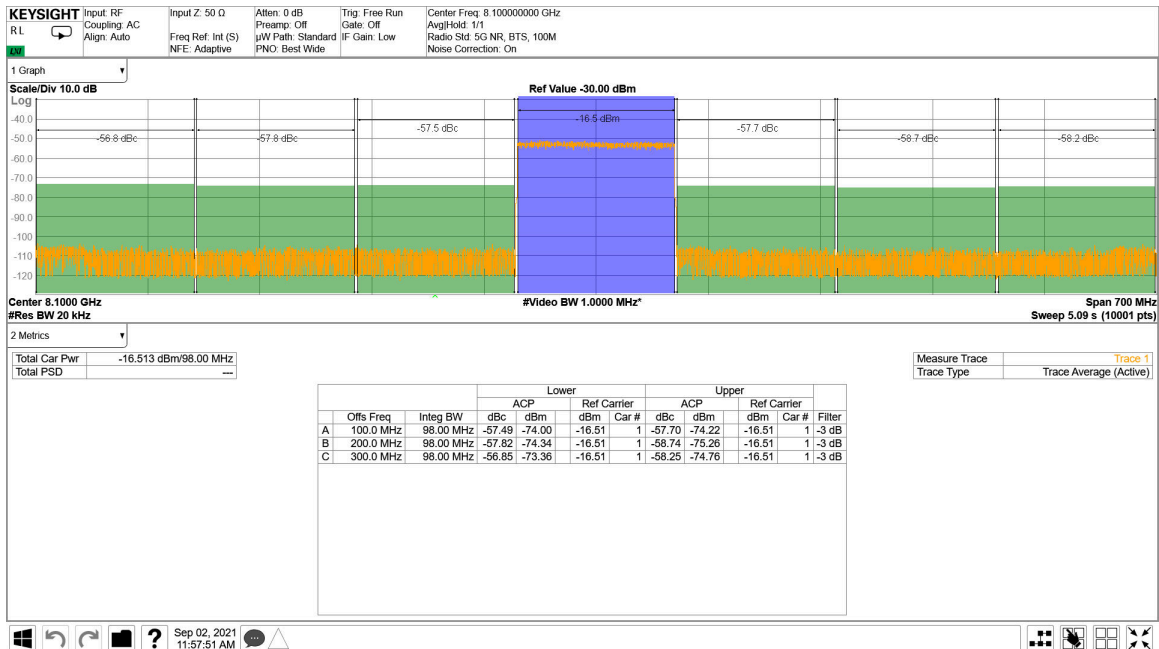 KEYSIGHT Input: RF Input Z: 50 Ω Atten: 0 dB Trig: Free Run Center Freq: 8.100000000 GHz
RL Coupling: AC Preamp: Off Gate: Off Avg|Hold: 1/1
Align: Auto Freq Ref: Int (S) µW Path: Standard IF Gain: Low Radio Std: 5G NR, BTS, 100M
LXI NFE: Adaptive PNO: Best Wide Noise Correction: On
1 Graph
Scale/Div 10.0 dB Ref Value -30.00 dBm
Log
-40.0
-50.0
-60.0
-70.0
-80.0
-90.0
-100
-110
-120
-56.8 dBc -57.8 dBc -57.5 dBc -16.5 dBm -57.7 dBc -58.7 dBc -58.2 dBc
Center 8.1000 GHz #Video BW 1.0000 MHz* Span 700 MHz
#Res BW 20 kHz Sweep 5.09 s (10001 pts)
2 Metrics
Total Car Pwr -16.513 dBm/98.00 MHz Measure Trace Trace 1
Total PSD --- Trace Type Trace Average (Active)
Lower Upper
ACP Ref Carrier ACP Ref Carrier
Offs Freq Integ BW dBc dBm dBm Car # dBc dBm dBm Car # Filter
A 100.0 MHz 98.00 MHz -57.49 -74.00 -16.51 1 -57.70 -74.22 -16.51 1 -3 dB
B 200.0 MHz 98.00 MHz -57.82 -74.34 -16.51 1 -58.74 -75.26 -16.51 1 -3 dB
C 300.0 MHz 98.00 MHz -56.85 -73.36 -16.51 1 -58.25 -74.76 -16.51 1 -3 dB
? Sep 02, 2021
11:57:51 AM